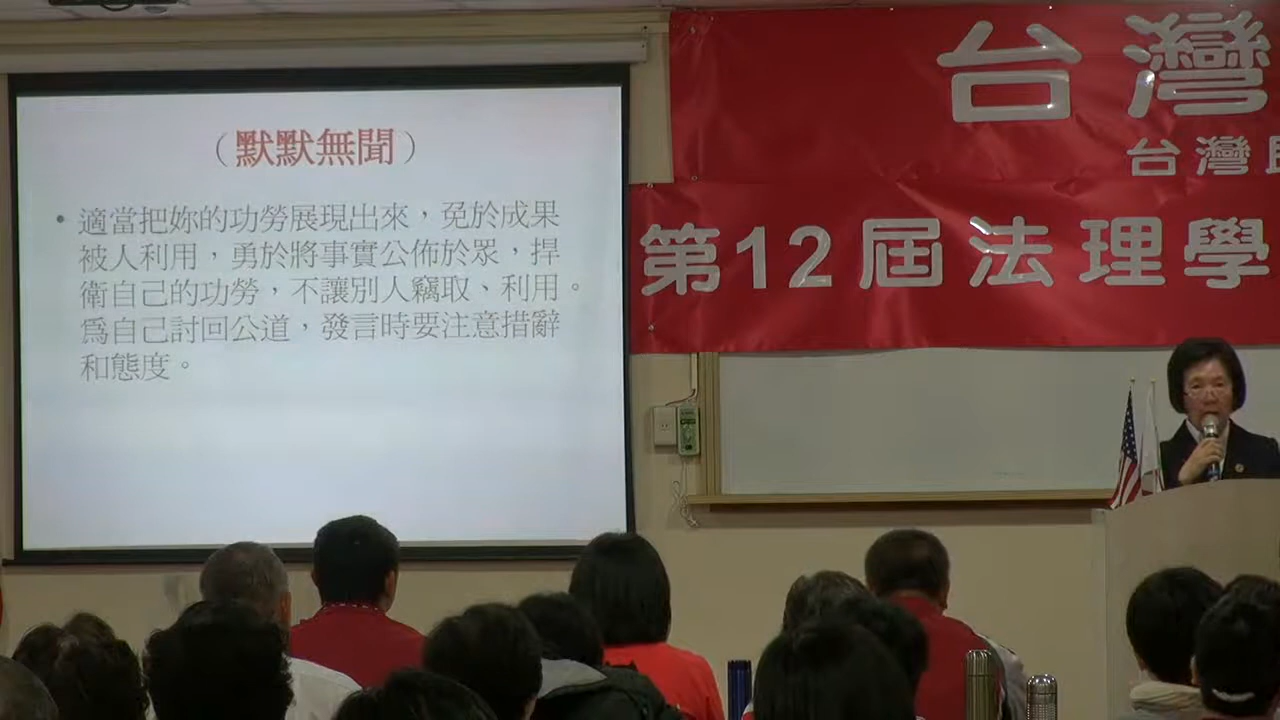 （默默無聞）
• 適當把妳的功勞展現出來，免於成果
被人利用，勇於將事實公佈於眾，捍
衛自己的功勞，不讓別人竊取、利用。
為自己討回公道，發言時要注意措辭
和態度。
台灣
台灣
第12屆法理學